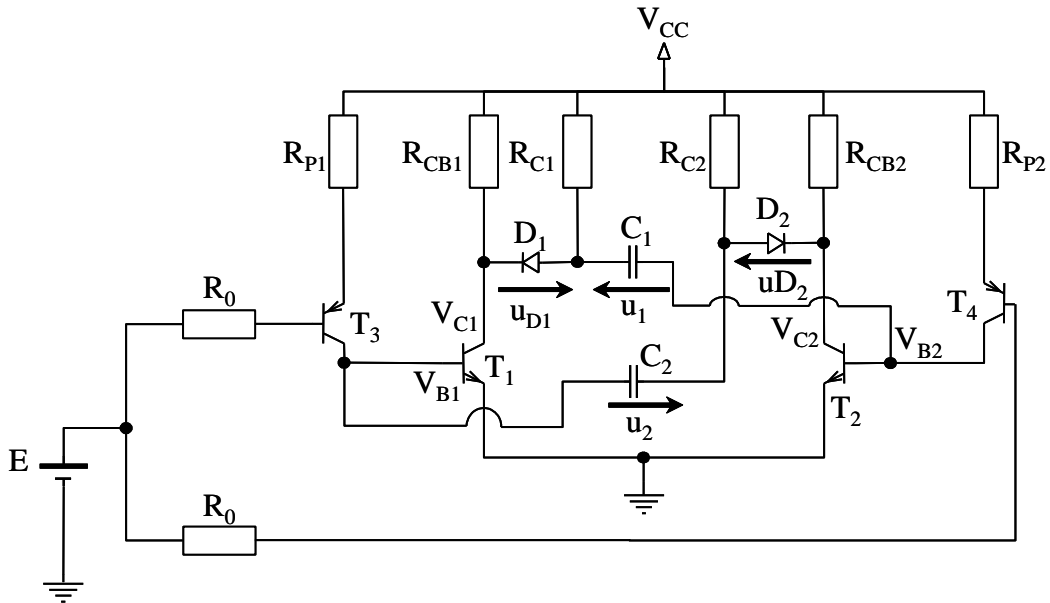 V_CC
R_P1
R_CB1
R_C1
R_C2
R_CB2
R_P2
D_1
C_1
D_2
R_0
u_D1
u_1
uD_2
T_3
V_C1
V_C2
T_4
V_B2
V_B1
T_1
C_2
u_2
T_2
E
R_0